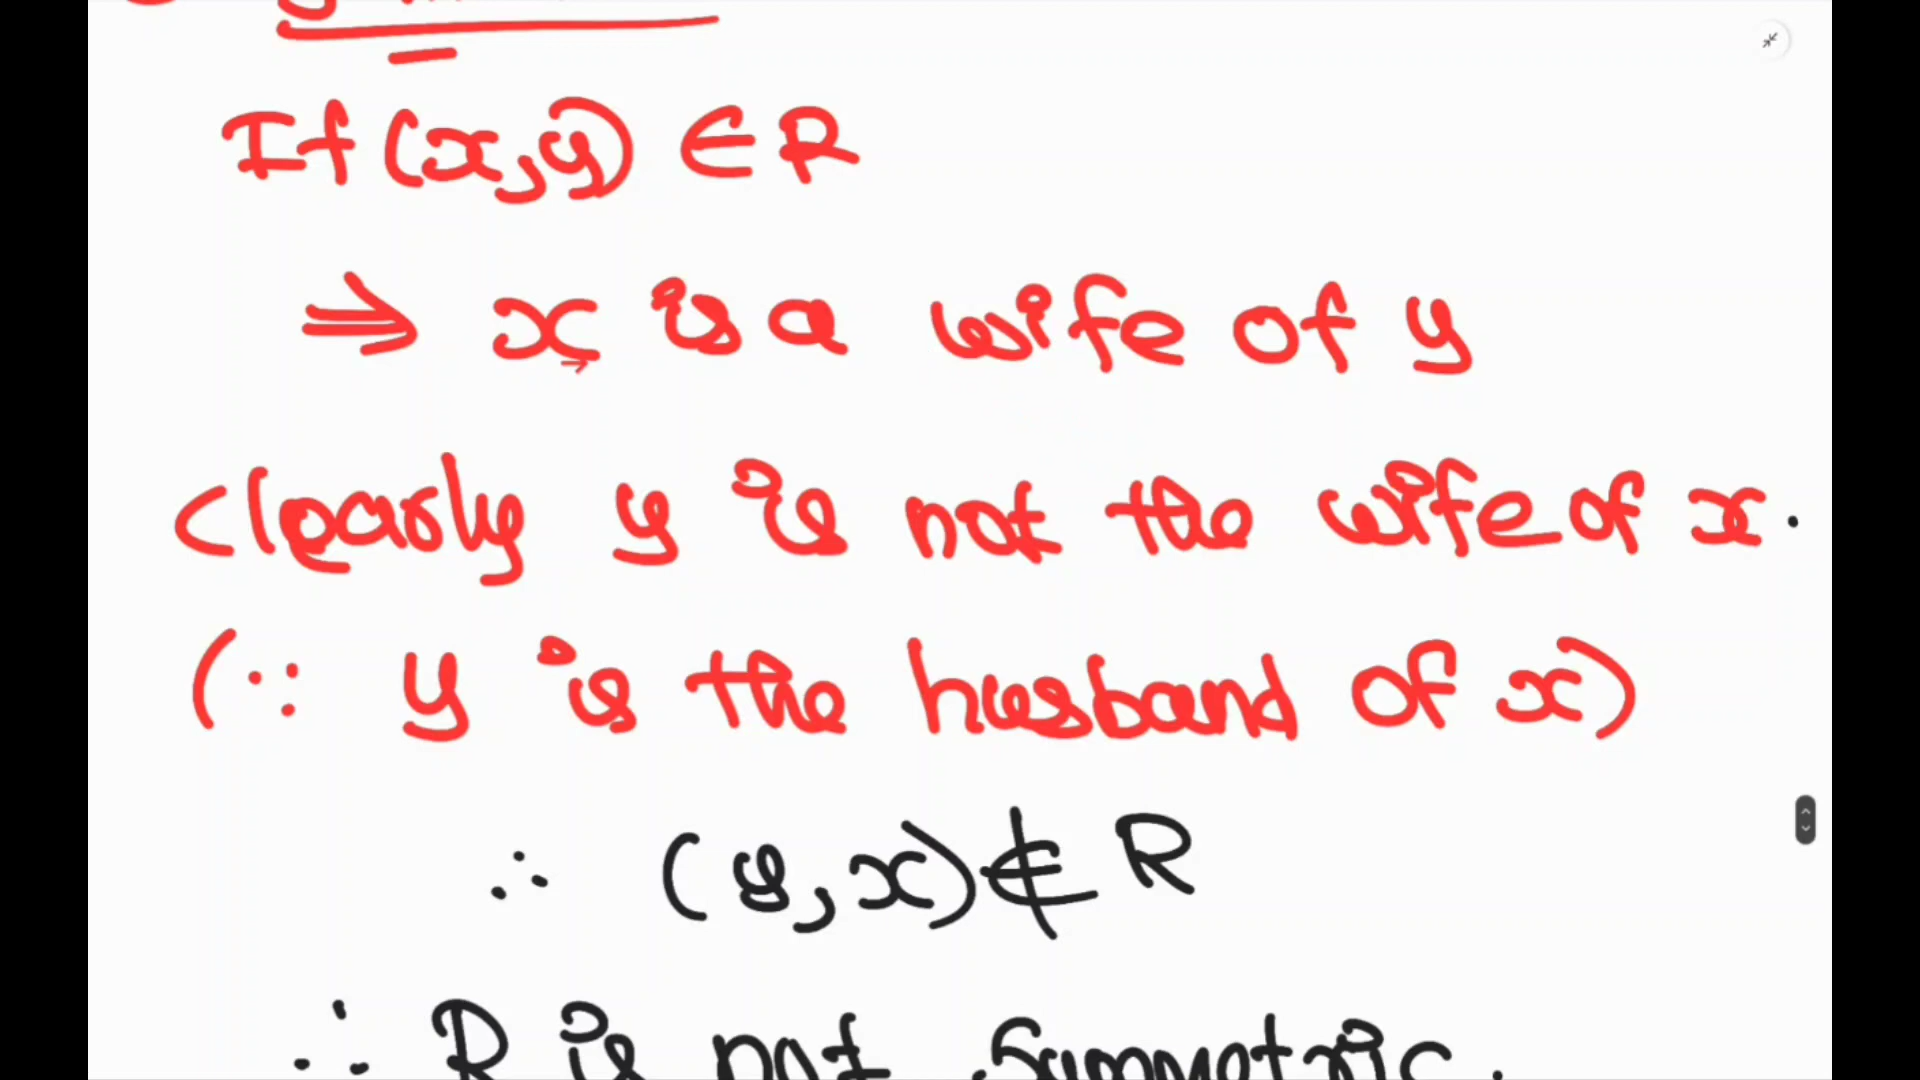 If (x,y) ∈ R
⇒ x is a wife of y
Clearly y is not the wife of x.
(∵ y is the husband of x)
∴ (y,x) ∉ R
∴ R is not Symmetric.